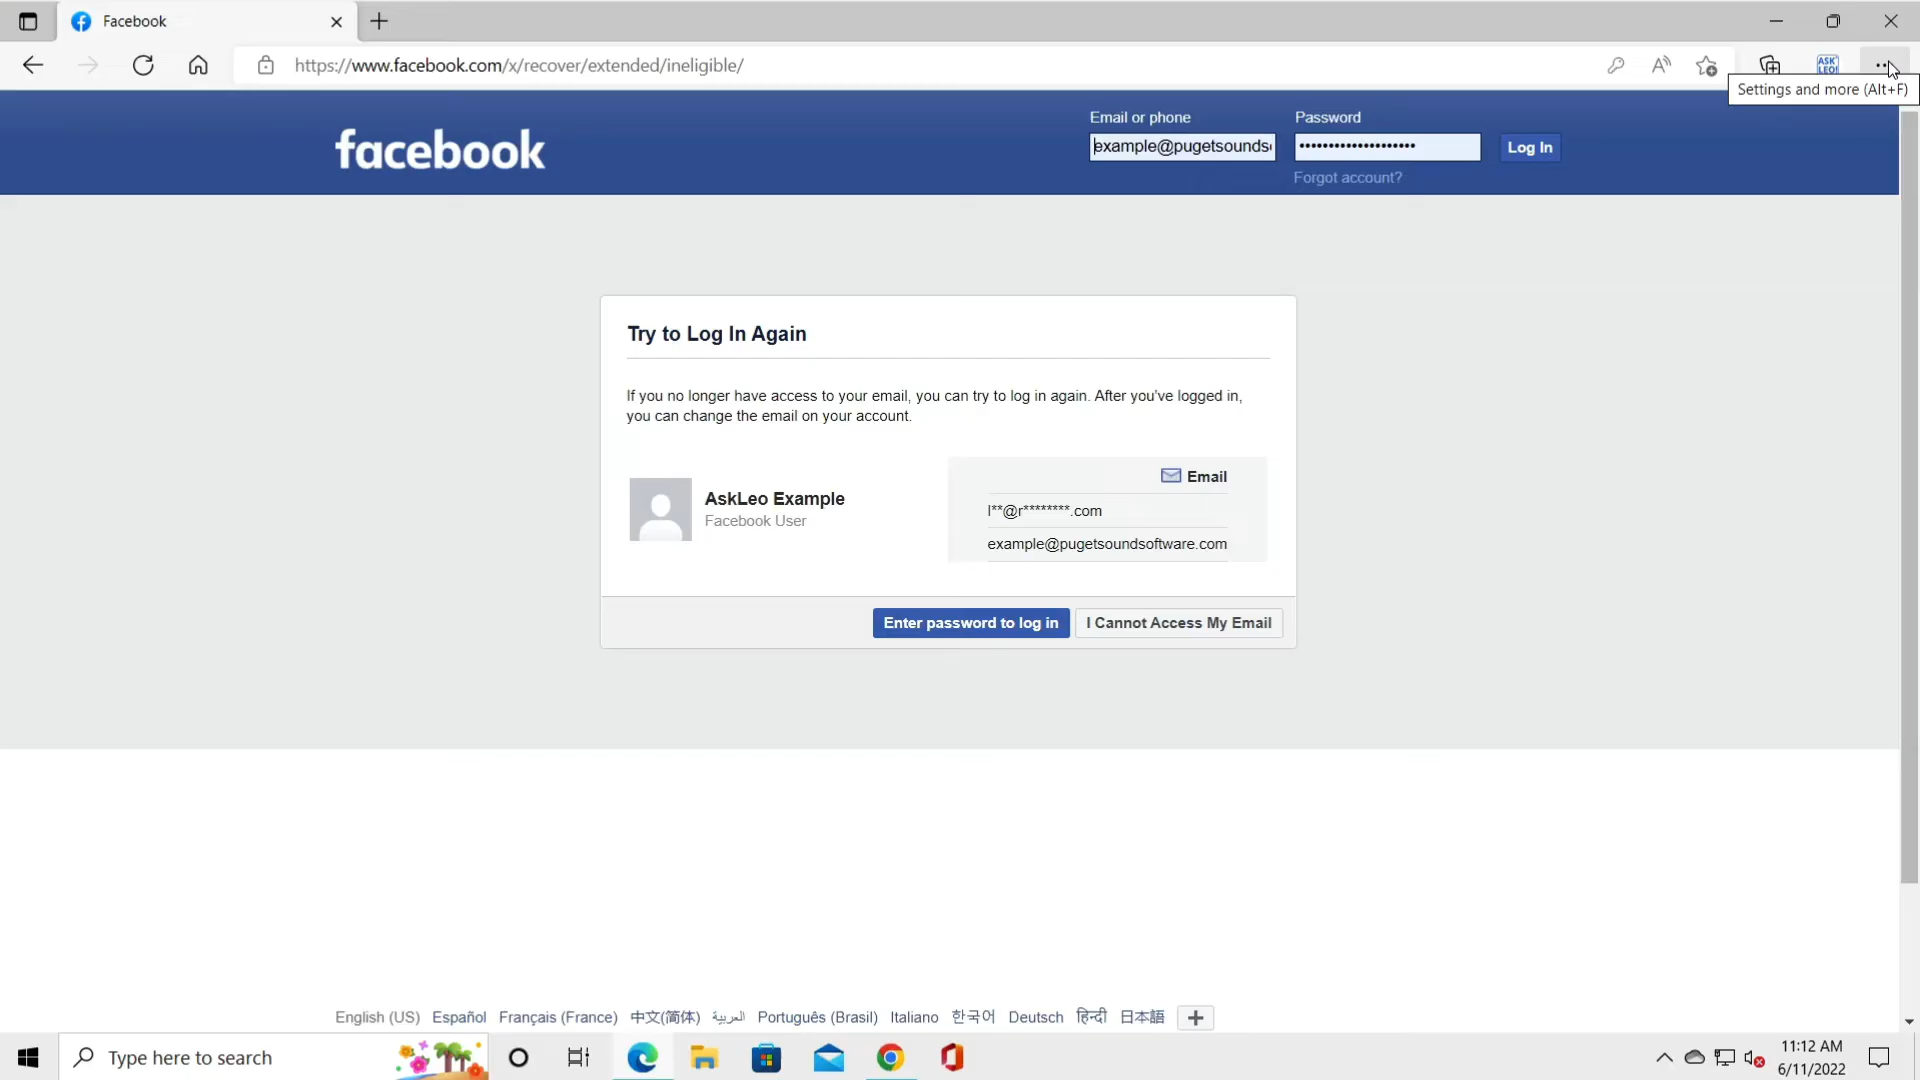 Facebook
https://www.facebook.com/x/recover/extended/ineligible/
ASK LEO!
Settings and more (Alt+F)
facebook
Email or phone
Password
example@pugetsounds
Log In
Forgot account?
Try to Log In Again
If you no longer have access to your email, you can try to log in again. After you've logged in,
you can change the email on your account.
Email
AskLeo Example
Facebook User
l**@r********.com
example@pugetsoundsoftware.com
Enter password to log in
I Cannot Access My Email
English (US) Español Français (France) 中文(简体) العربية Português (Brasil) Italiano 한국어 Deutsch हिन्दी 日本語
Type here to search
11:12 AM
6/11/2022